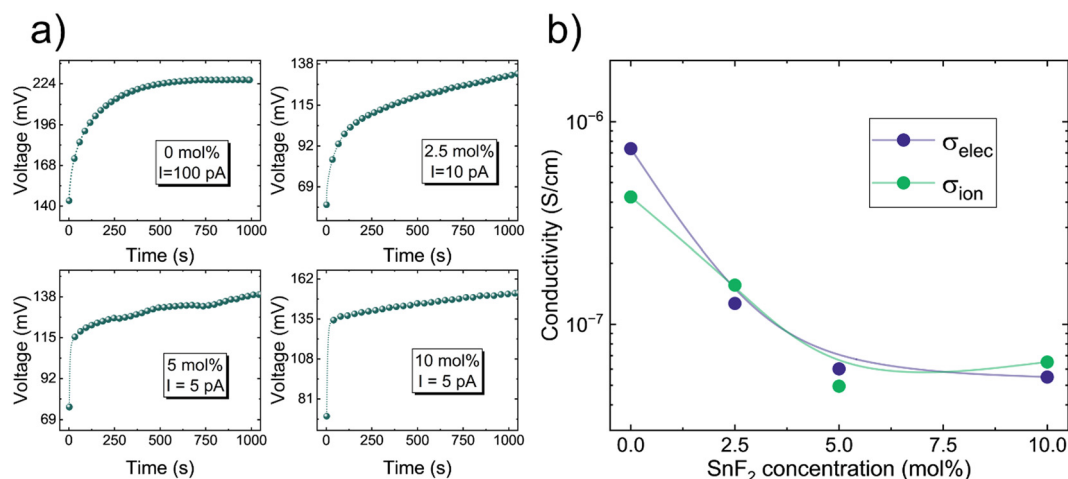 a)
Voltage (mV)
224
196
168
140
0 mol%
I=100 pA
0 250 500 750 1000
Time (s)
Voltage (mV)
138
115
92
69
2.5 mol%
I=10 pA
0 250 500 750 1000
Time (s)
Voltage (mV)
138
115
92
69
5 mol%
I = 5 pA
0 250 500 750 1000
Time (s)
Voltage (mV)
162
135
108
81
10 mol%
I = 5 pA
0 250 500 750 1000
Time (s)
b)
Conductivity (S/cm)
10⁻⁶
10⁻⁷
σelec
σion
0.0 2.5 5.0 7.5 10.0
SnF₂ concentration (mol%)